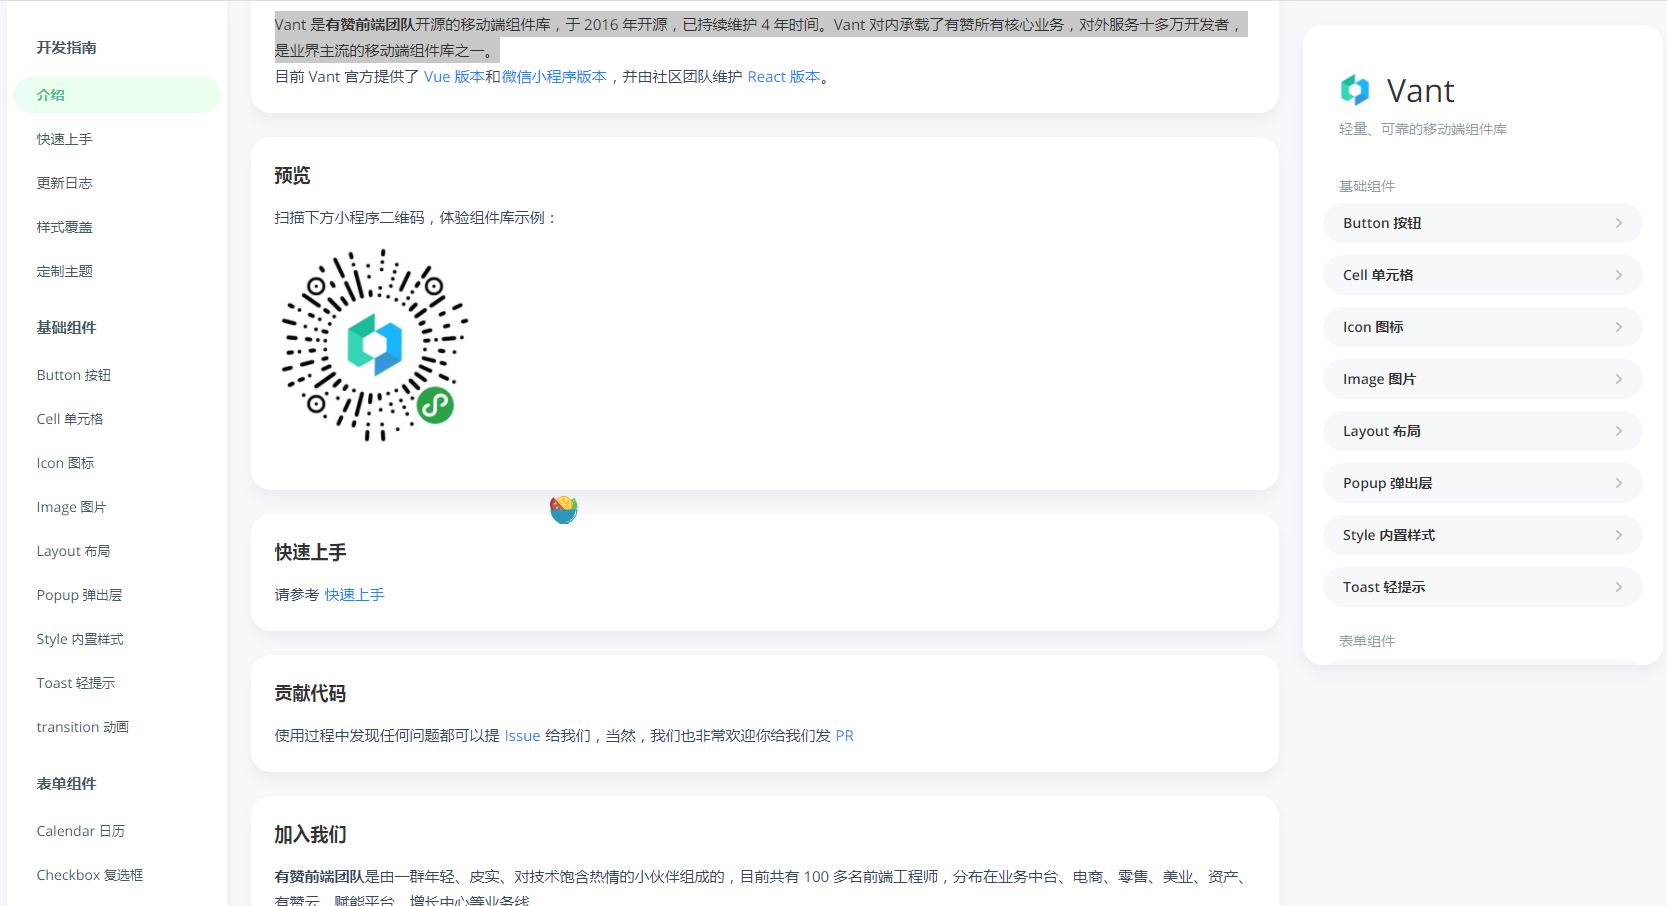 开发指南
介绍
快速上手
更新日志
样式覆盖
定制主题
基础组件
Button 按钮
Cell 单元格
Icon 图标
Image 图片
Layout 布局
Popup 弹出层
Style 内置样式
Toast 轻提示
transition 动画
表单组件
Calendar 日历
Checkbox 复选框
Vant 是有赞前端团队开源的移动端组件库，于 2016 年开源，已持续维护 4 年时间。Vant 对内承载了有赞所有核心业务，对外服务十多万开发者，
是业界主流的移动端组件库之一。
目前 Vant 官方提供了 Vue 版本和微信小程序版本，并由社区团队维护 React 版本。
预览
扫描下方小程序二维码，体验组件库示例：
快速上手
请参考 快速上手
贡献代码
使用过程中发现任何问题都可以提 Issue 给我们，当然，我们也非常欢迎你给我们发 PR
加入我们
有赞前端团队是由一群年轻、皮实、对技术饱含热情的小伙伴组成的，目前共有 100 多名前端工程师，分布在业务中台、电商、零售、美业、资产、
有赞云、赋能平台、增长中心等业务线
Vant
轻量、可靠的移动端组件库
基础组件
Button 按钮
Cell 单元格
Icon 图标
Image 图片
Layout 布局
Popup 弹出层
Style 内置样式
Toast 轻提示
表单组件